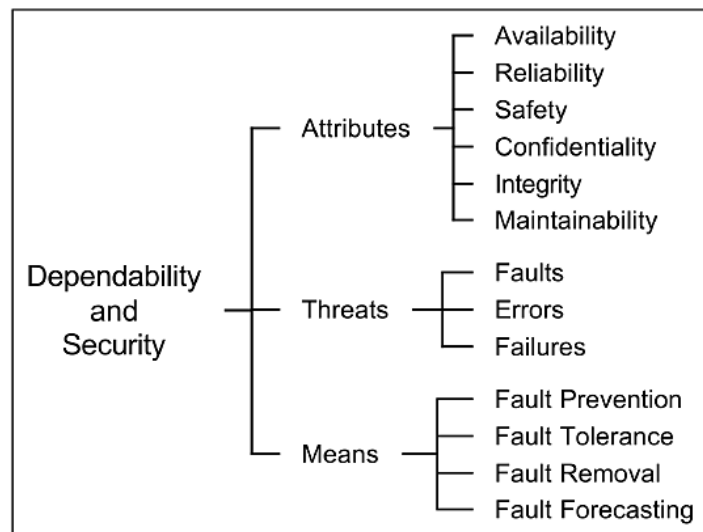 Dependability
and
Security
Attributes
Availability
Reliability
Safety
Confidentiality
Integrity
Maintainability
Threats
Faults
Errors
Failures
Means
Fault Prevention
Fault Tolerance
Fault Removal
Fault Forecasting